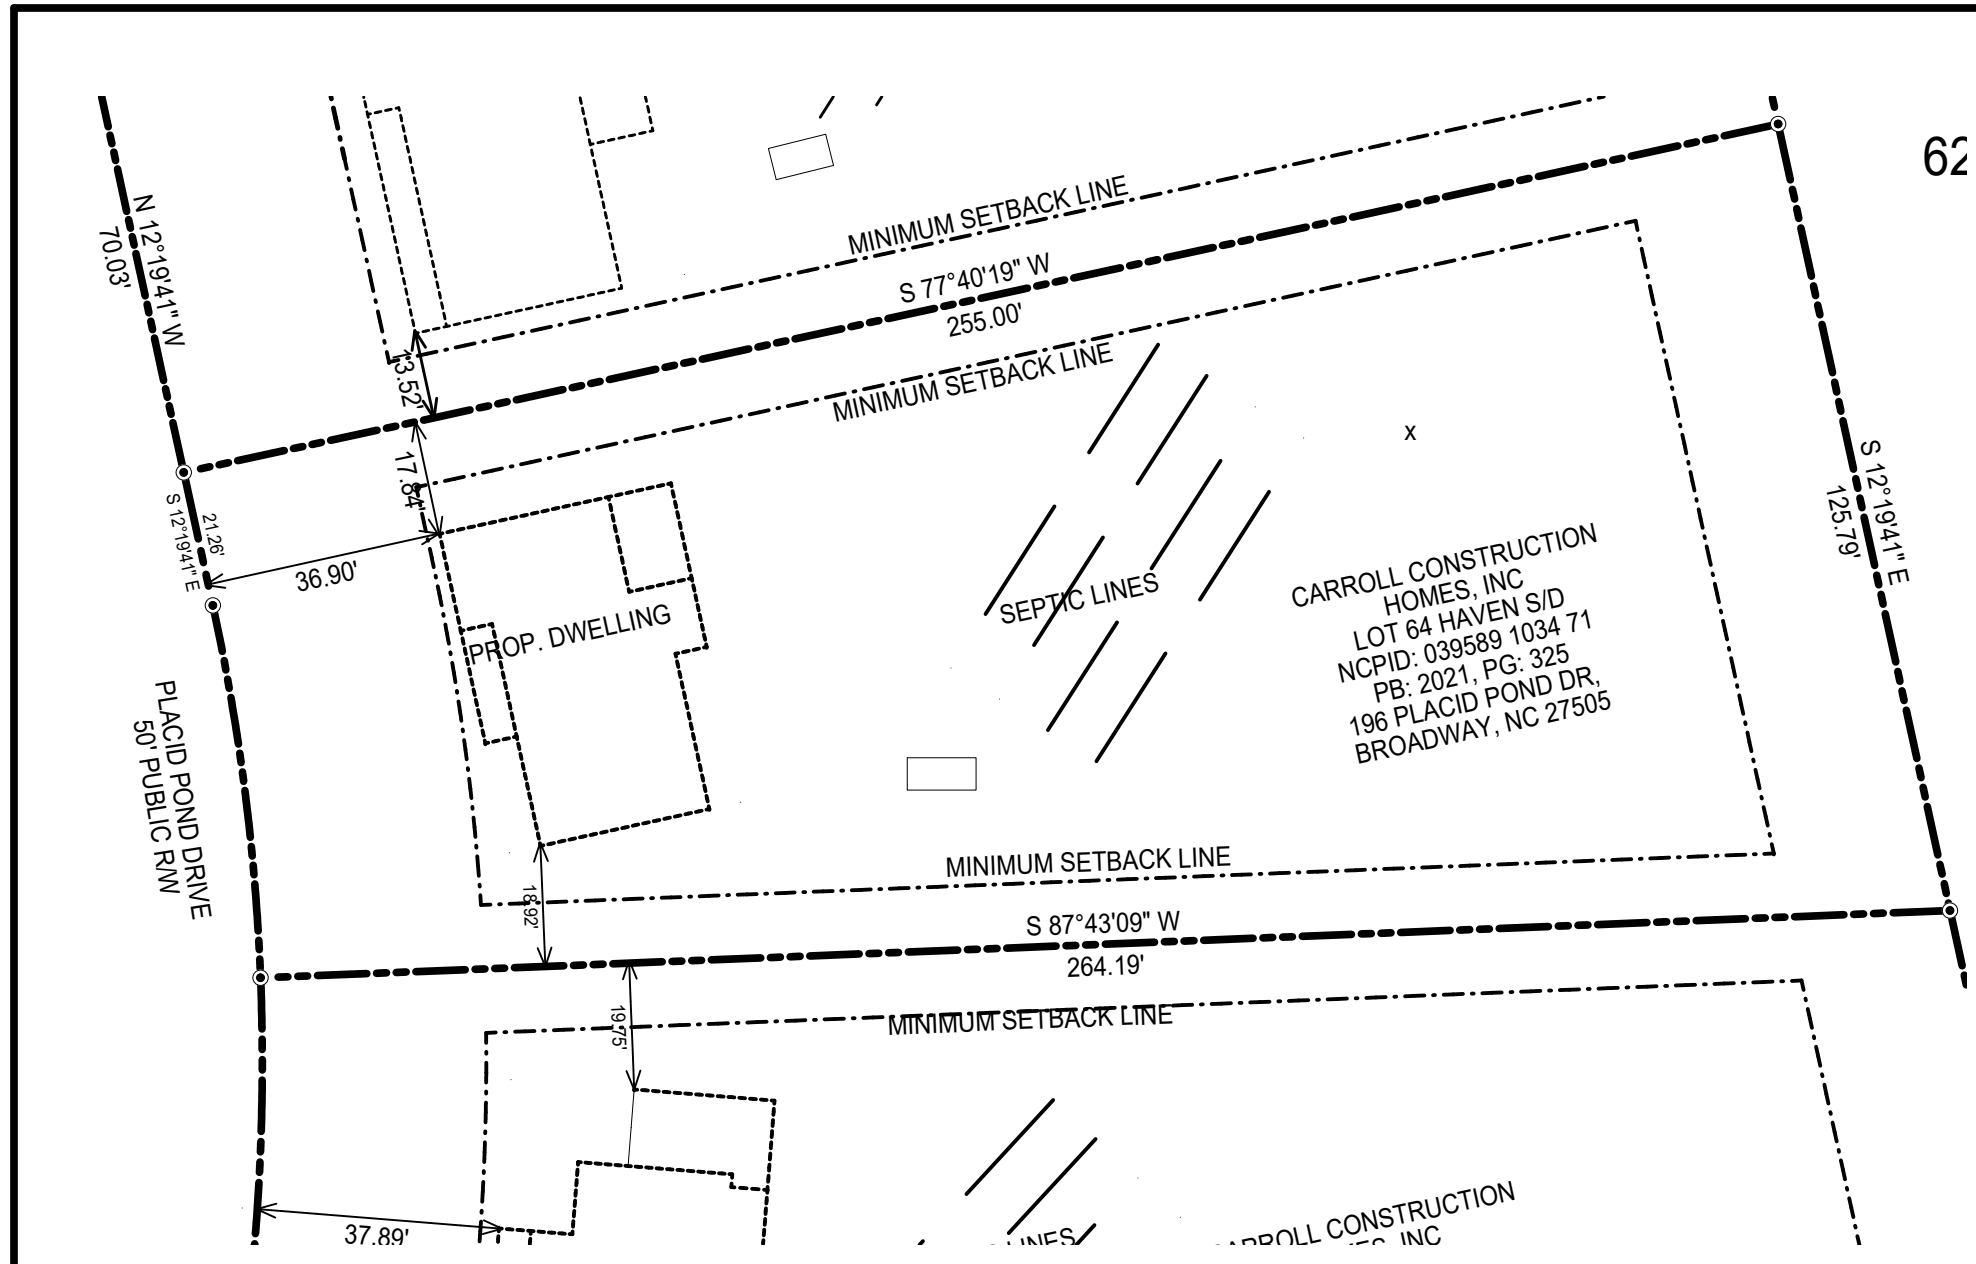 62
N 12°19'41" W
70.03'
MINIMUM SETBACK LINE
S 77°40'19" W
255.00'
13.52'
MINIMUM SETBACK LINE
17.84'
x
S 12°19'41" E
125.79'
21.26'
S 12°19'41" E
36.90'
PROP. DWELLING
SEPTIC LINES
CARROLL CONSTRUCTION
HOMES, INC
LOT 64 HAVEN S/D
NCPID: 039589 1034 71
PB: 2021, PG: 325
196 PLACID POND DR,
BROADWAY, NC 27505
PLACID POND DRIVE
50' PUBLIC R/W
MINIMUM SETBACK LINE
18.92'
S 87°43'09" W
264.19'
19.75'
MINIMUM SETBACK LINE
37.89'
LINES
CARROLL CONSTRUCTION
INC